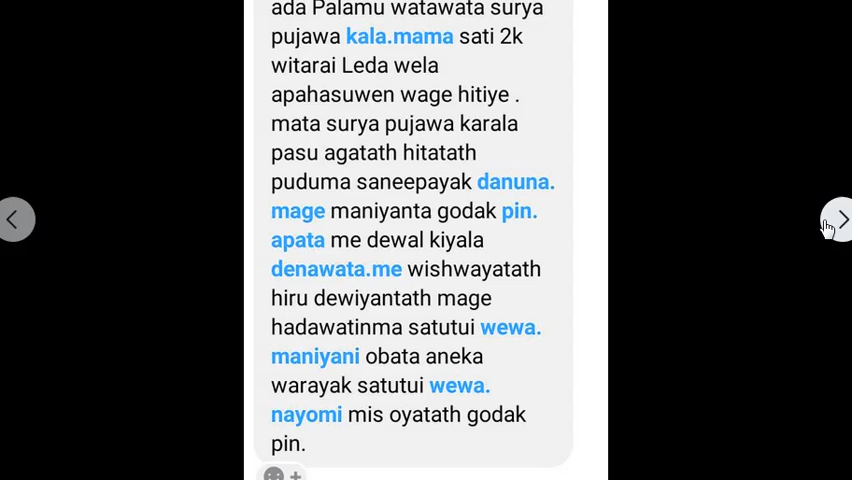 ada Palamu watawata surya
pujawa kala.mama sati 2k
witarai Leda wela
apahasuwen wage hitiye .
mata surya pujawa karala
pasu agatath hitatath
puduma saneepayak danuna.
mage maniyanta godak pin.
apata me dewal kiyala
denawata.me wishwayatath
hiru dewiyantath mage
hadawatinma satutui wewa.
maniyani obata aneka
warayak satutui wewa.
nayomi mis oyatath godak
pin.